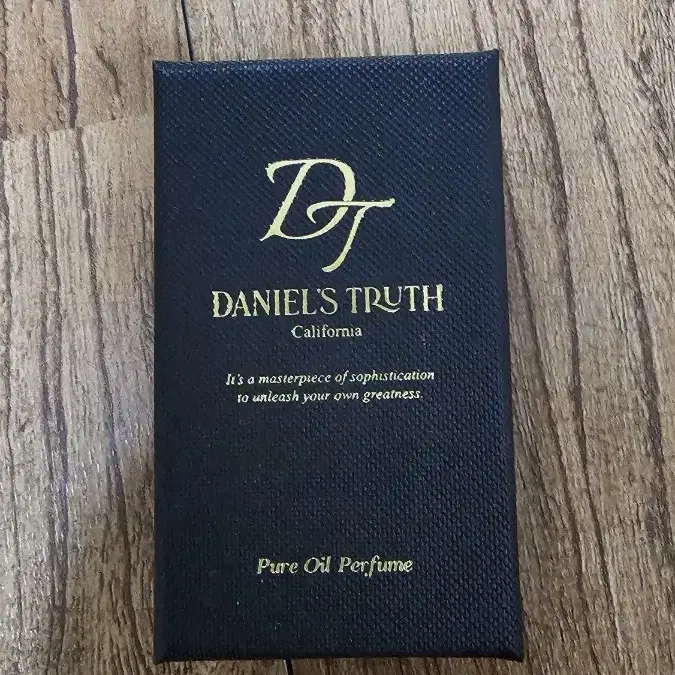 DT
DANIEL'S TRUTH
California
It's a masterpiece of sophistication
to unleash your own greatness.
Pure Oil Perfume